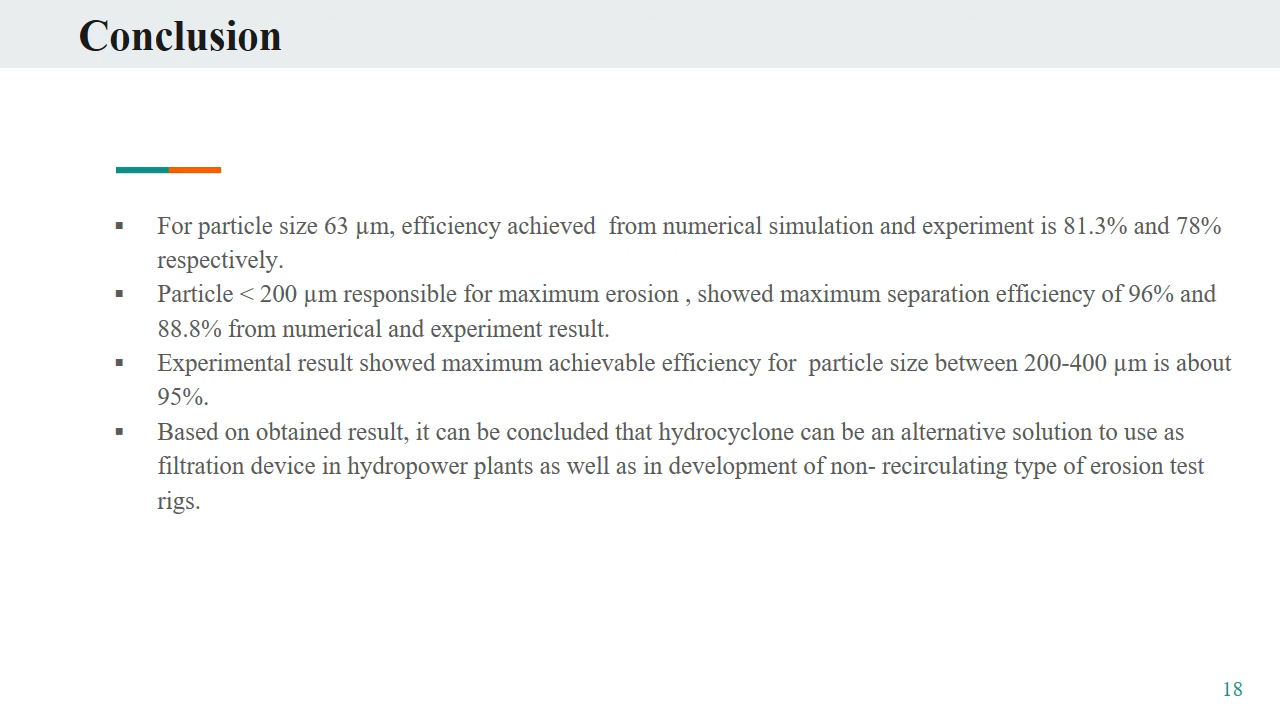 Conclusion
▪ For particle size 63 µm, efficiency achieved  from numerical simulation and experiment is 81.3% and 78%
respectively.
▪ Particle < 200 µm responsible for maximum erosion , showed maximum separation efficiency of 96% and
88.8% from numerical and experiment result.
▪ Experimental result showed maximum achievable efficiency for  particle size between 200-400 µm is about
95%.
▪ Based on obtained result, it can be concluded that hydrocyclone can be an alternative solution to use as
filtration device in hydropower plants as well as in development of non- recirculating type of erosion test
rigs.
18